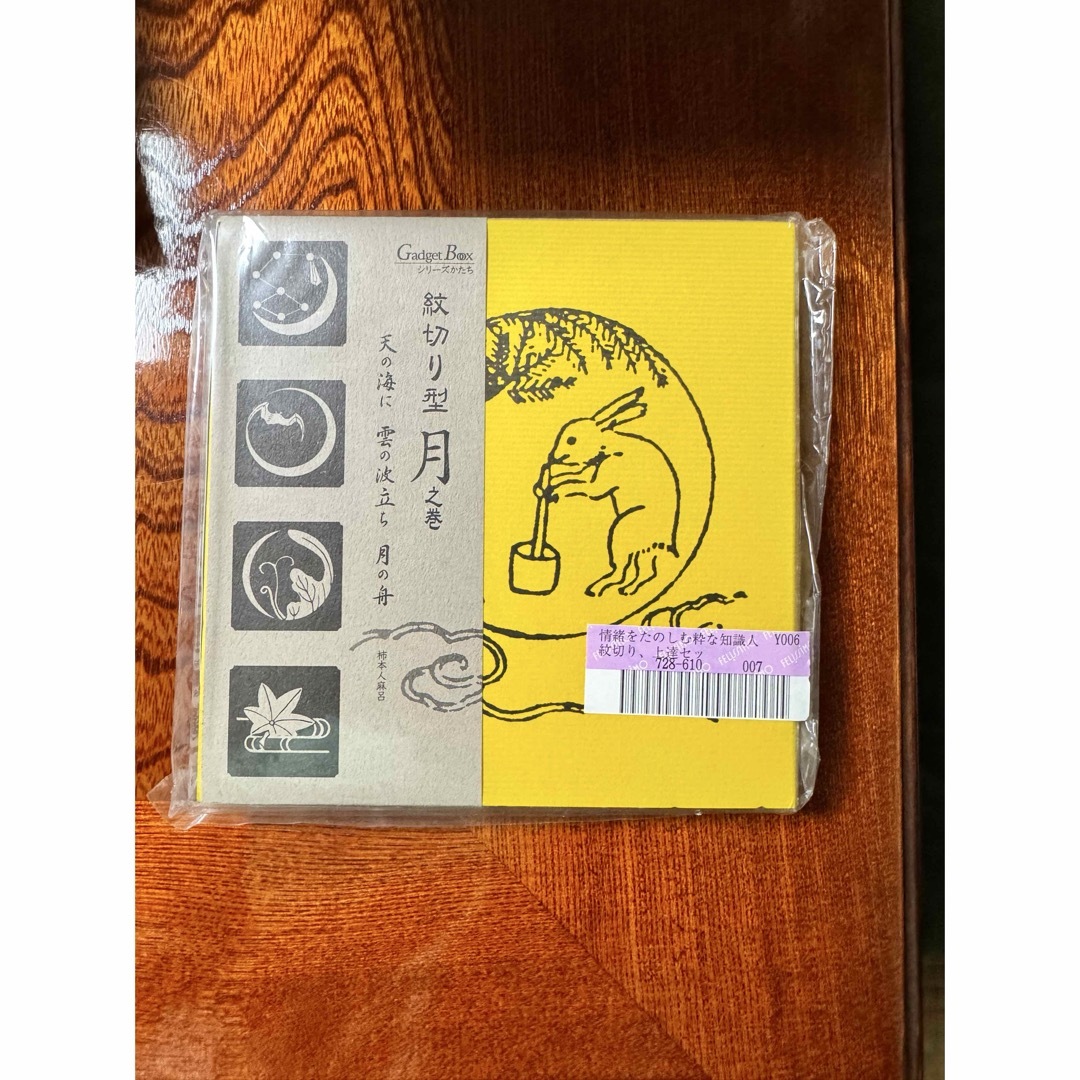 Gadget Box
シリーズかたち
紋切り型 月之巻
天の海に 雲の波立ち 月の舟
柿本人麻呂
情緒をたのしむ粋な知識人 Y006
紋切り、上達セッ
728-610 007